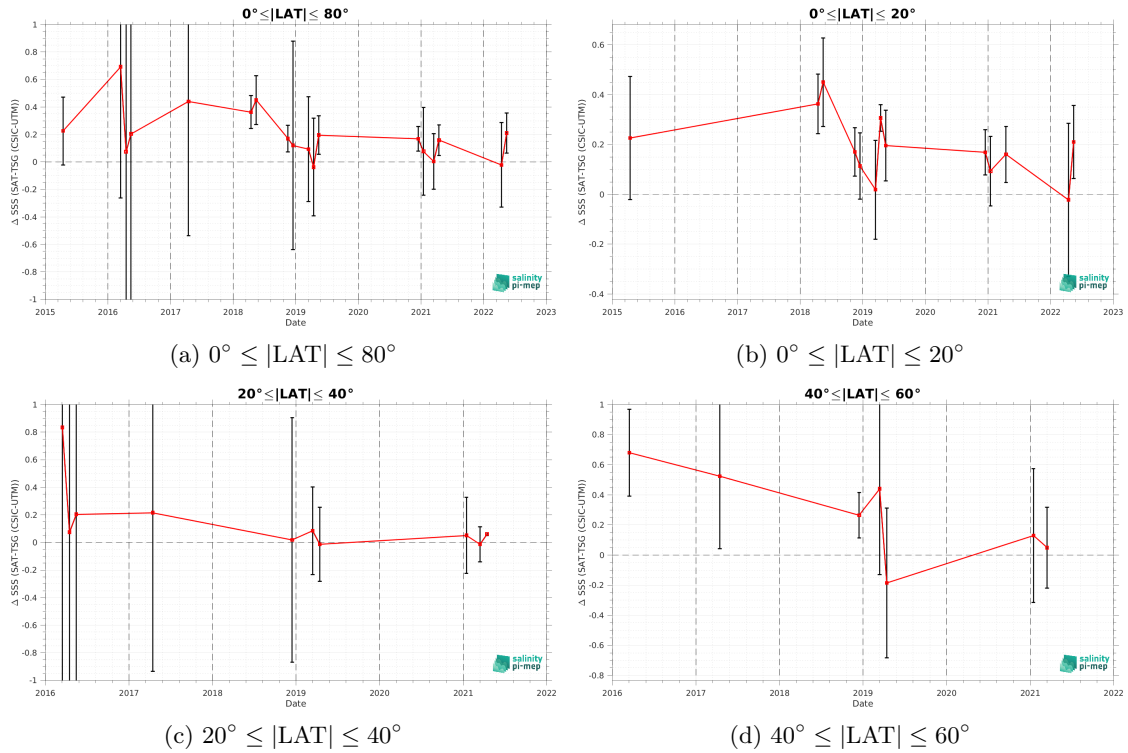 0°≤|LAT|≤ 80°
1
0.8
0.6
0.4
0.2
0
-0.2
-0.4
-0.6
-0.8
-1
Δ SSS (SAT-TSG (CSIC-UTM))
2015 2016 2017 2018 2019 2020 2021 2022 2023
Date
salinity
pi-mep
(a) 0° ≤ |LAT| ≤ 80°
0°≤|LAT|≤ 20°
0.6
0.4
0.2
0
-0.2
-0.4
Δ SSS (SAT-TSG (CSIC-UTM))
2015 2016 2017 2018 2019 2020 2021 2022 2023
Date
salinity
pi-mep
(b) 0° ≤ |LAT| ≤ 20°
20°≤|LAT|≤ 40°
1
0.8
0.6
0.4
0.2
0
-0.2
-0.4
-0.6
-0.8
-1
Δ SSS (SAT-TSG (CSIC-UTM))
2016 2017 2018 2019 2020 2021 2022
Date
salinity
pi-mep
(c) 20° ≤ |LAT| ≤ 40°
40°≤|LAT|≤ 60°
1
0.8
0.6
0.4
0.2
0
-0.2
-0.4
-0.6
-0.8
Δ SSS (SAT-TSG (CSIC-UTM))
2016 2017 2018 2019 2020 2021 2022
Date
salinity
pi-mep
(d) 40° ≤ |LAT| ≤ 60°